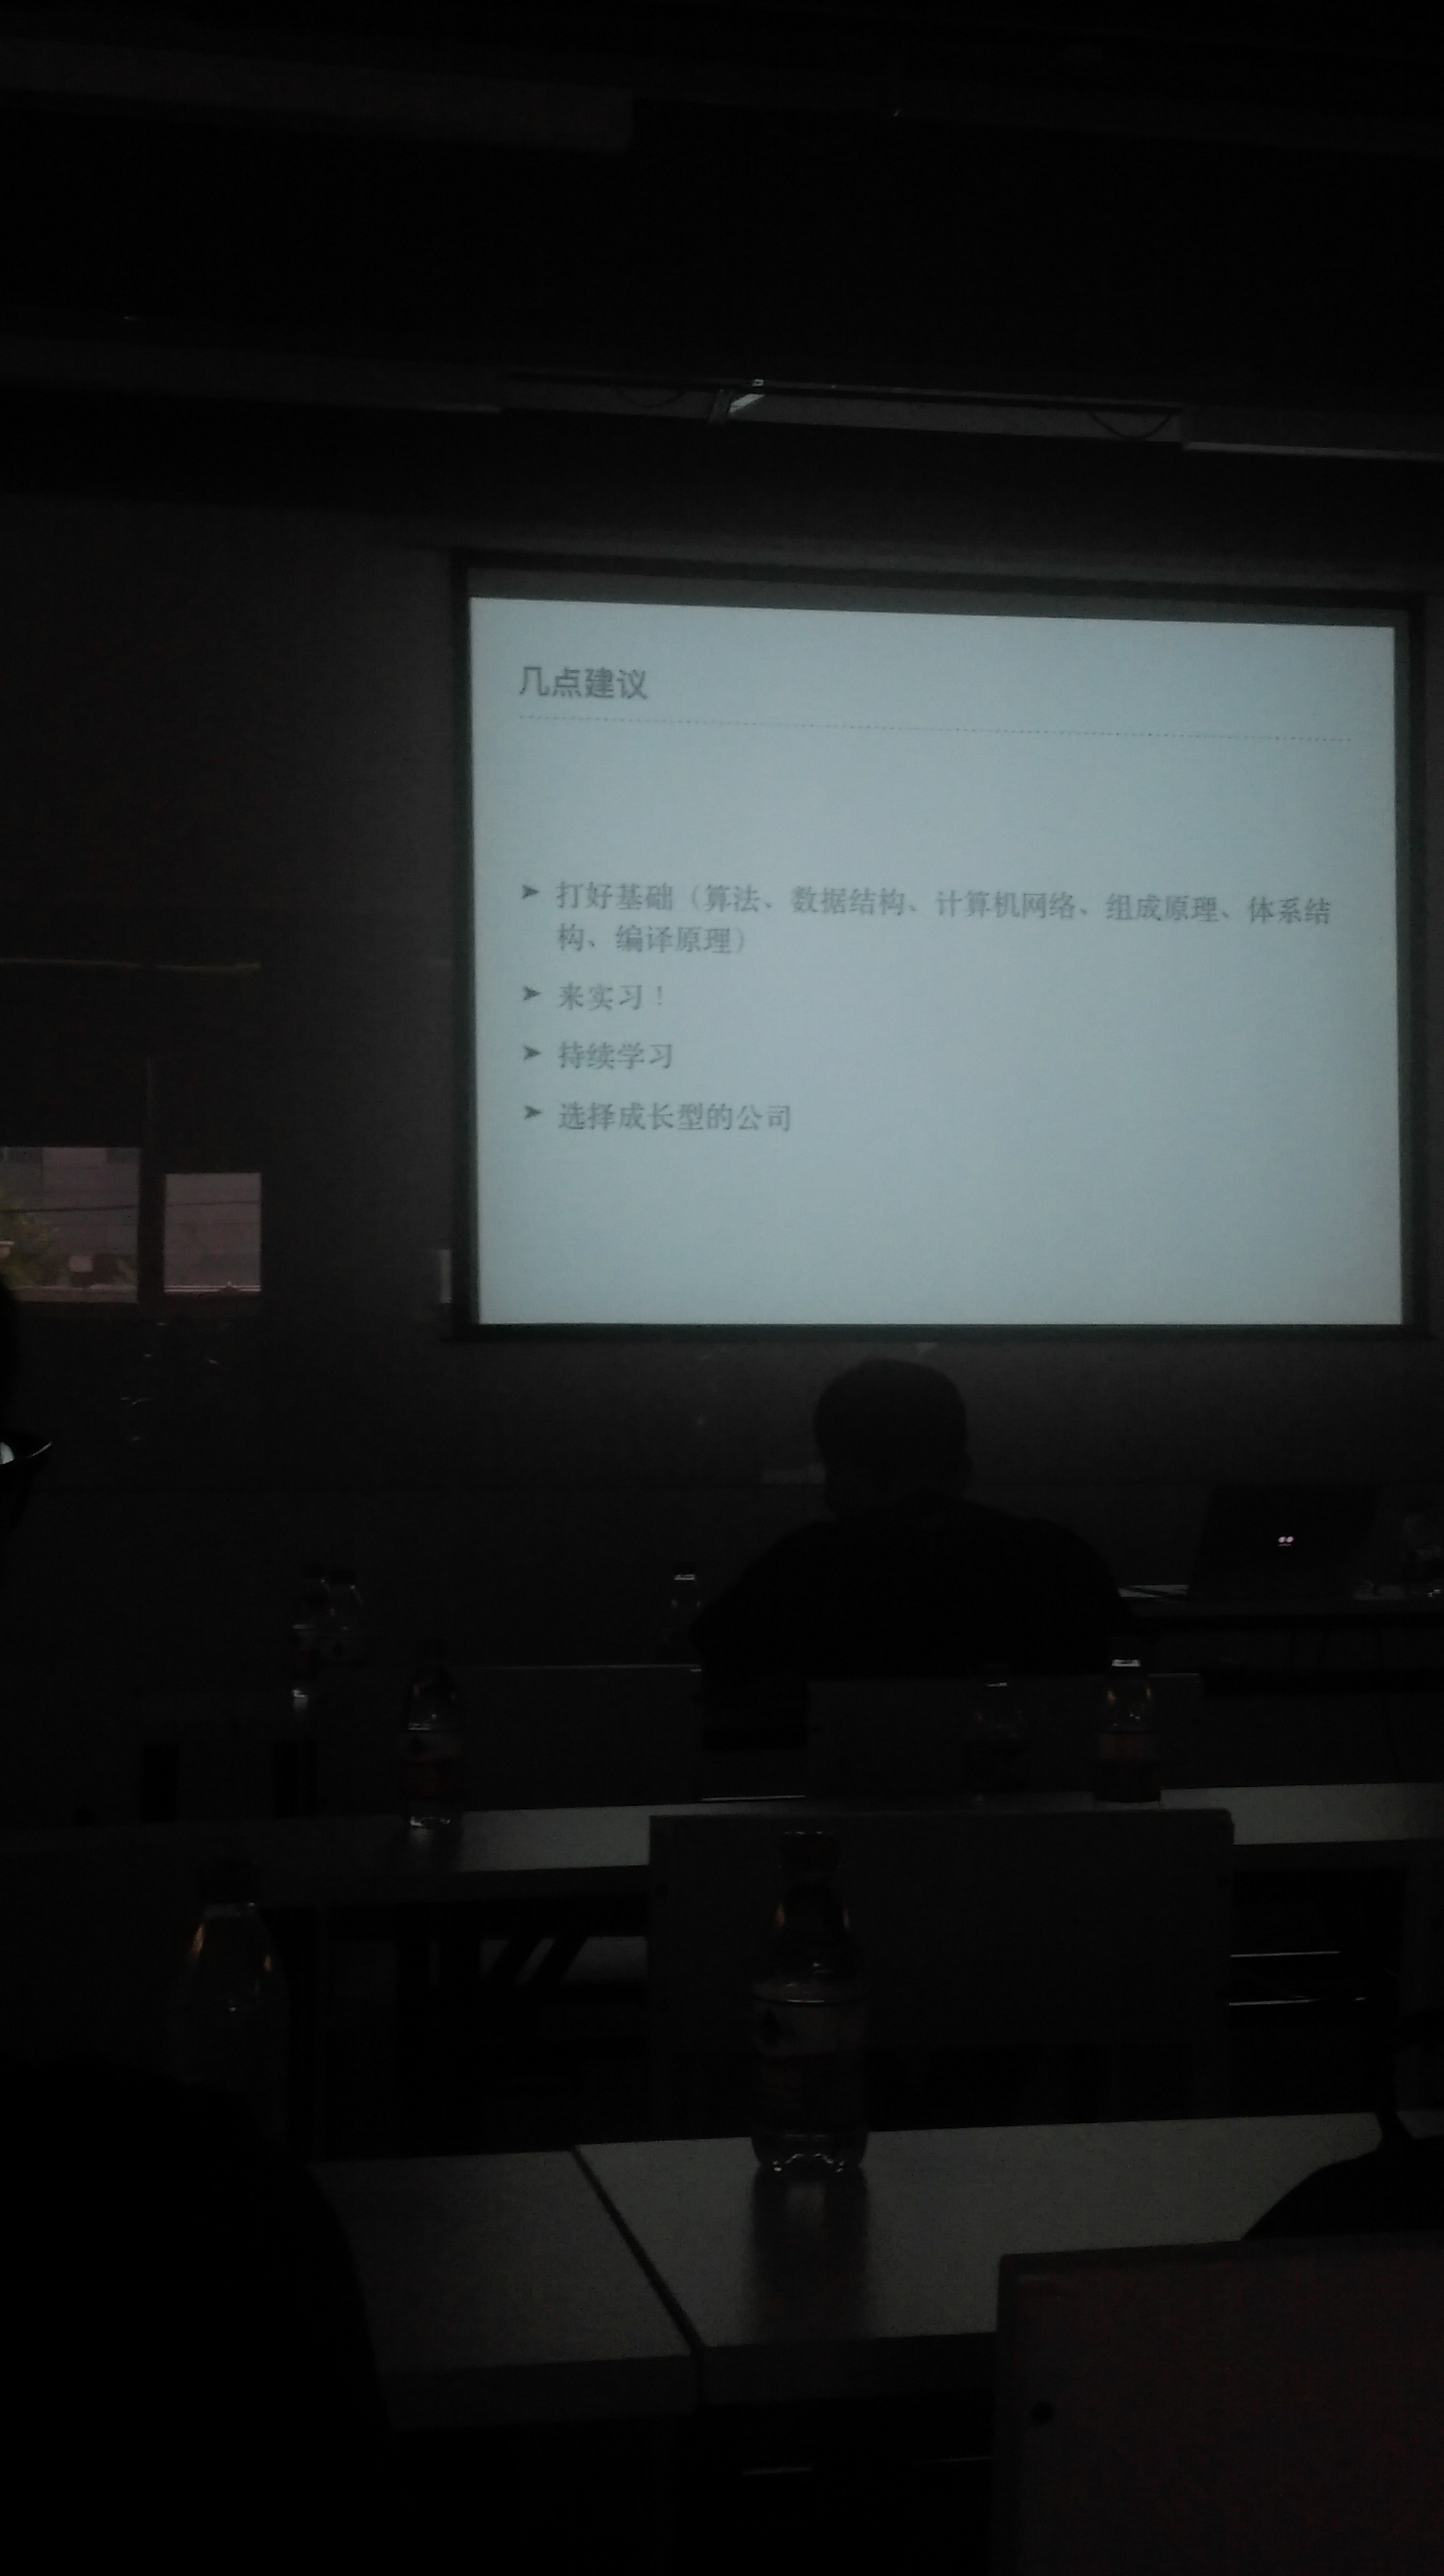 几点建议
➤ 打好基础（算法、数据结构、计算机网络、组成原理、体系结
构、编译原理）
➤ 来实习！
➤ 持续学习
➤ 选择成长型的公司